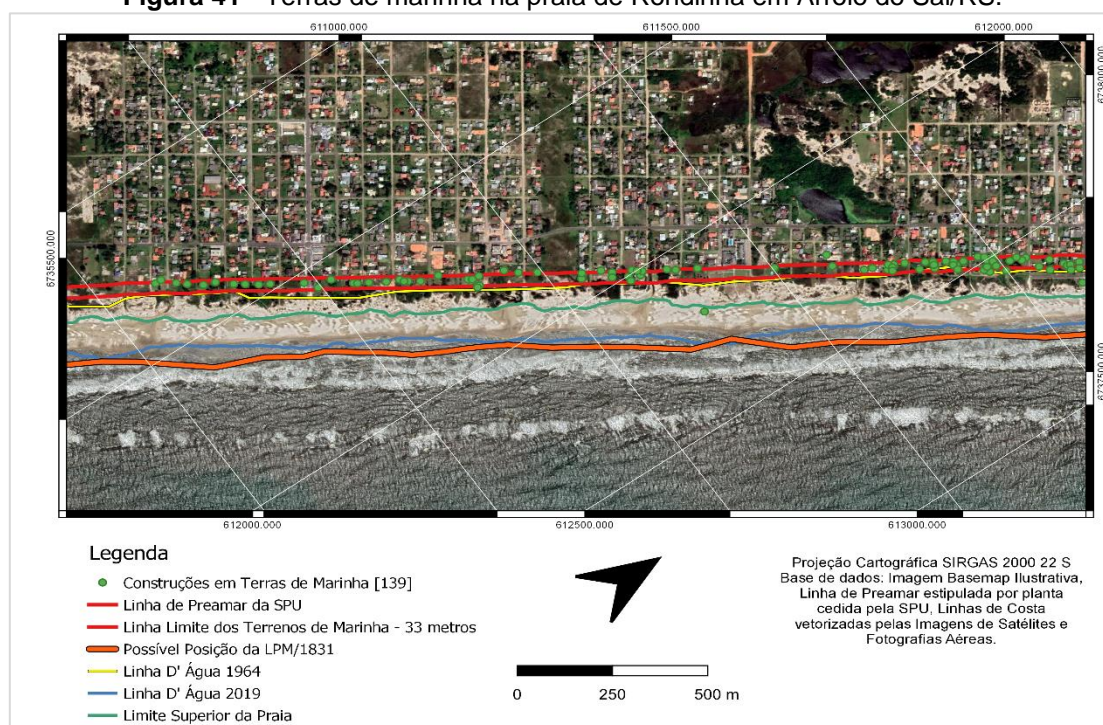 Figura 41 - Terras de marinha na praia de Rondinha em Arroio do Sal/RS.
611000.000
611500.000
612000.000
6738000.000
6735500.000
6737500.000
612000.000
612500.000
613000.000
Legenda
Construções em Terras de Marinha [139]
Linha de Preamar da SPU
Linha Limite dos Terrenos de Marinha - 33 metros
Possível Posição da LPM/1831
Linha D' Água 1964
Linha D' Água 2019
Limite Superior da Praia
0 250 500 m
Projeção Cartográfica SIRGAS 2000 22 S
Base de dados: Imagem Basemap Ilustrativa,
Linha de Preamar estipulada por planta
cedida pela SPU, Linhas de Costa
vetorizadas pelas Imagens de Satélites e
Fotografias Aéreas.